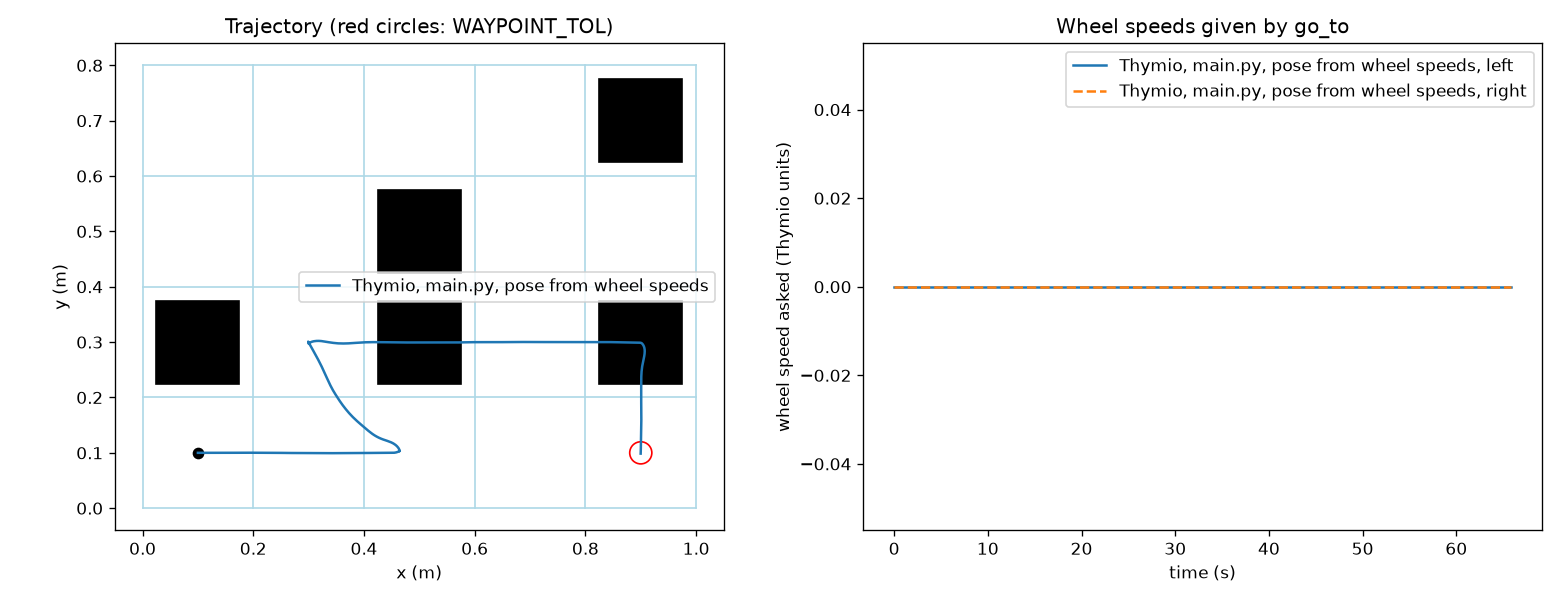 Trajectory (red circles: WAYPOINT_TOL)
0.8
0.7
0.6
0.5
0.4
0.3
0.2
0.1
0.0
y (m)
Thymio, main.py, pose from wheel speeds
0.0 0.2 0.4 0.6 0.8 1.0
x (m)
Wheel speeds given by go_to
Thymio, main.py, pose from wheel speeds, left
Thymio, main.py, pose from wheel speeds, right
0.04
0.02
0.00
−0.02
−0.04
wheel speed asked (Thymio units)
0 10 20 30 40 50 60
time (s)